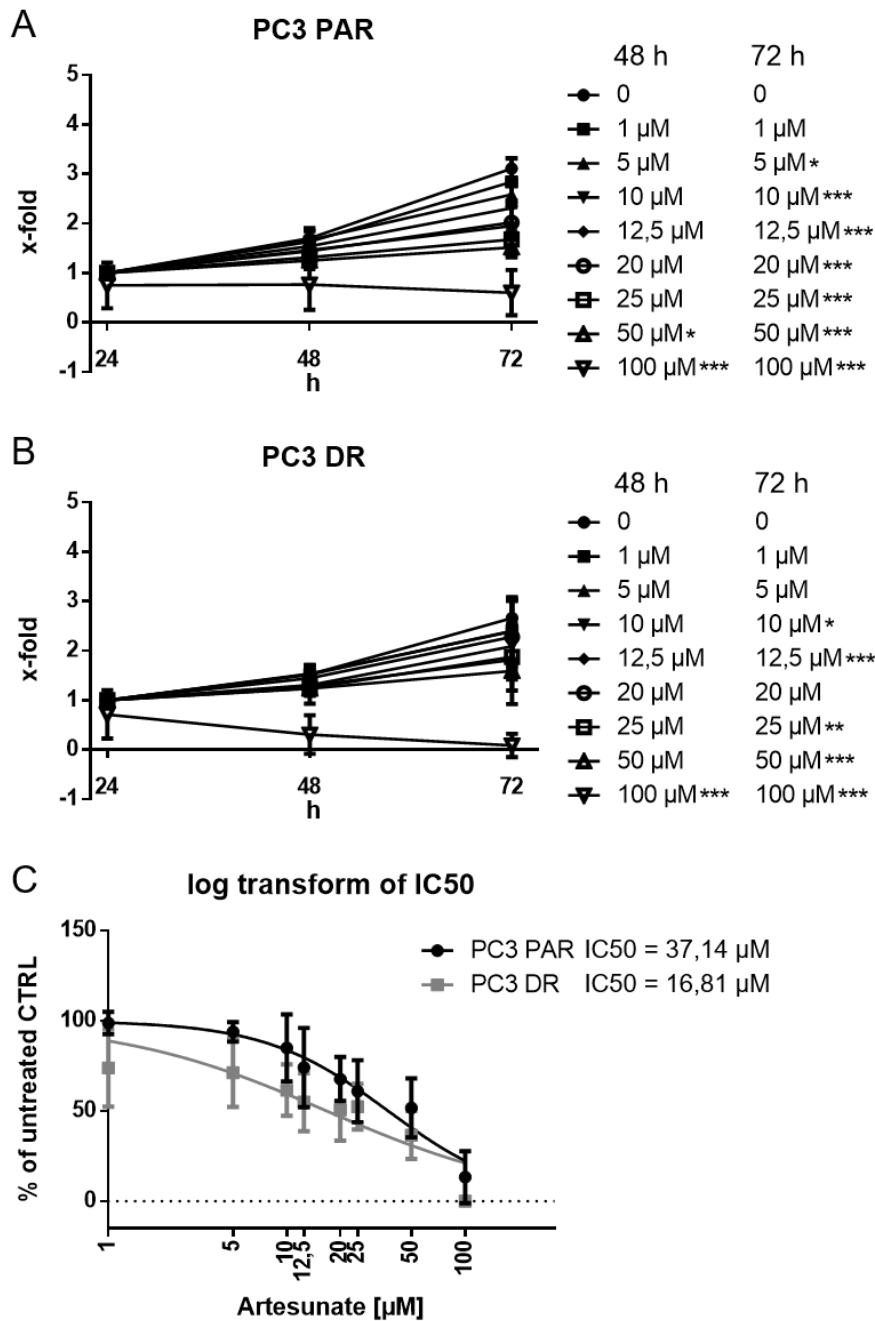 A
PC3 PAR
5
4
3
2
1
0
-1
x-fold
24 48 72
h
48 h 72 h
0 0
1 µM 1 µM
5 µM 5 µM*
10 µM 10 µM***
12,5 µM 12,5 µM***
20 µM 20 µM***
25 µM 25 µM***
50 µM* 50 µM***
100 µM*** 100 µM***
B
PC3 DR
5
4
3
2
1
0
-1
x-fold
24 48 72
h
48 h 72 h
0 0
1 µM 1 µM
5 µM 5 µM
10 µM 10 µM*
12,5 µM 12,5 µM***
20 µM 20 µM
25 µM 25 µM**
50 µM 50 µM***
100 µM*** 100 µM***
C
log transform of IC50
150
100
50
0
% of untreated CTRL
PC3 PAR IC50 = 37,14 µM
PC3 DR IC50 = 16,81 µM
1 5 10 12,5 20 25 50 100
Artesunate [µM]